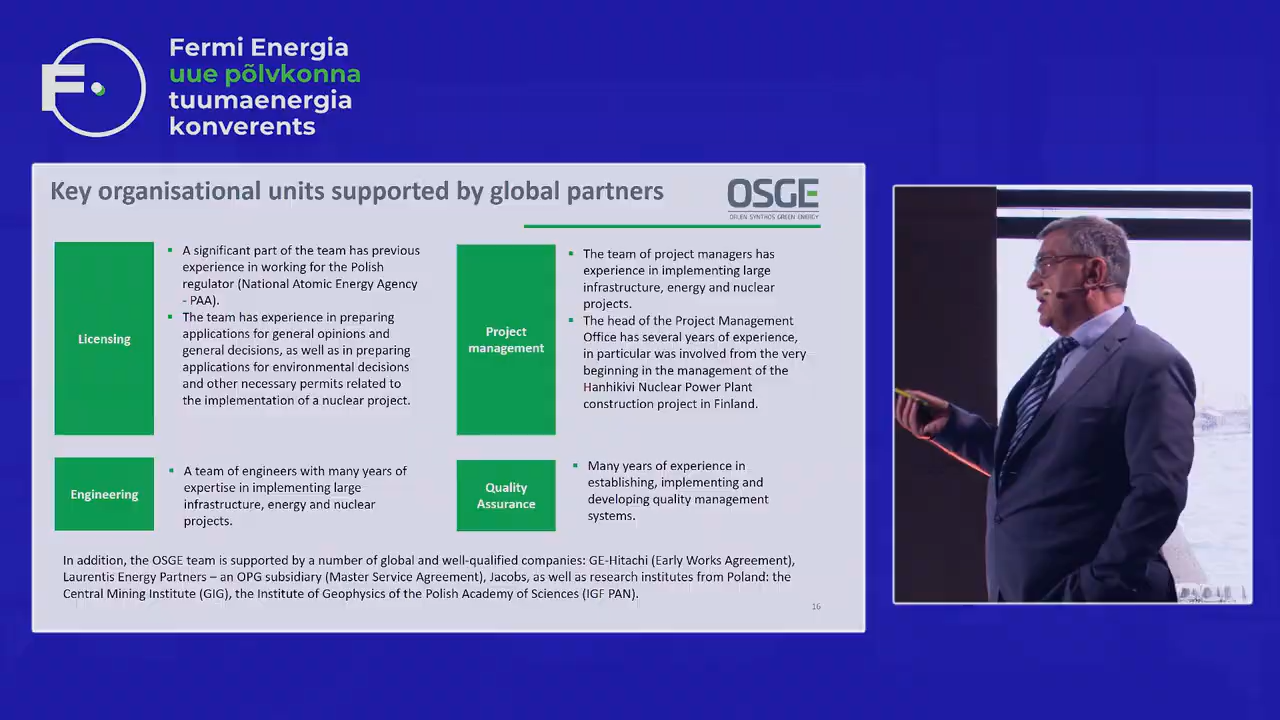 Fermi Energia
uue põlvkonna
tuumaenergia
konverents
Key organisational units supported by global partners
OSGE
ORLEN SYNTHOS GREEN ENERGY
Licensing
▪ A significant part of the team has previous
experience in working for the Polish
regulator (National Atomic Energy Agency
- PAA).
▪ The team has experience in preparing
applications for general opinions and
general decisions, as well as in preparing
applications for environmental decisions
and other necessary permits related to
the implementation of a nuclear project.
Project
management
▪ The team of project managers has
experience in implementing large
infrastructure, energy and nuclear
projects.
▪ The head of the Project Management
Office has several years of experience,
in particular was involved from the very
beginning in the management of the
Hanhikivi Nuclear Power Plant
construction project in Finland.
Engineering
▪ A team of engineers with many years of
expertise in implementing large
infrastructure, energy and nuclear
projects.
Quality
Assurance
▪ Many years of experience in
establishing, implementing and
developing quality management
systems.
In addition, the OSGE team is supported by a number of global and well-qualified companies: GE-Hitachi (Early Works Agreement),
Laurentis Energy Partners – an OPG subsidiary (Master Service Agreement), Jacobs, as well as research institutes from Poland: the
Central Mining Institute (GIG), the Institute of Geophysics of the Polish Academy of Sciences (IGF PAN).
16